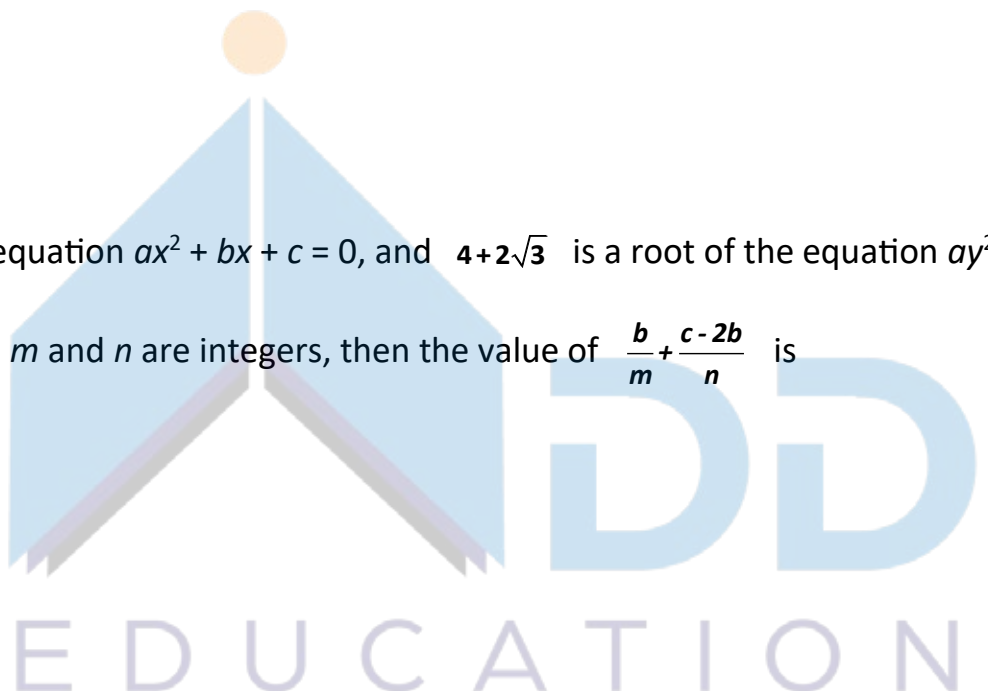 equation ax² + bx + c = 0, and 4+2√3 is a root of the equation ay²
m and n are integers, then the value of b/m + c - 2b/n is
ADD
EDUCATION